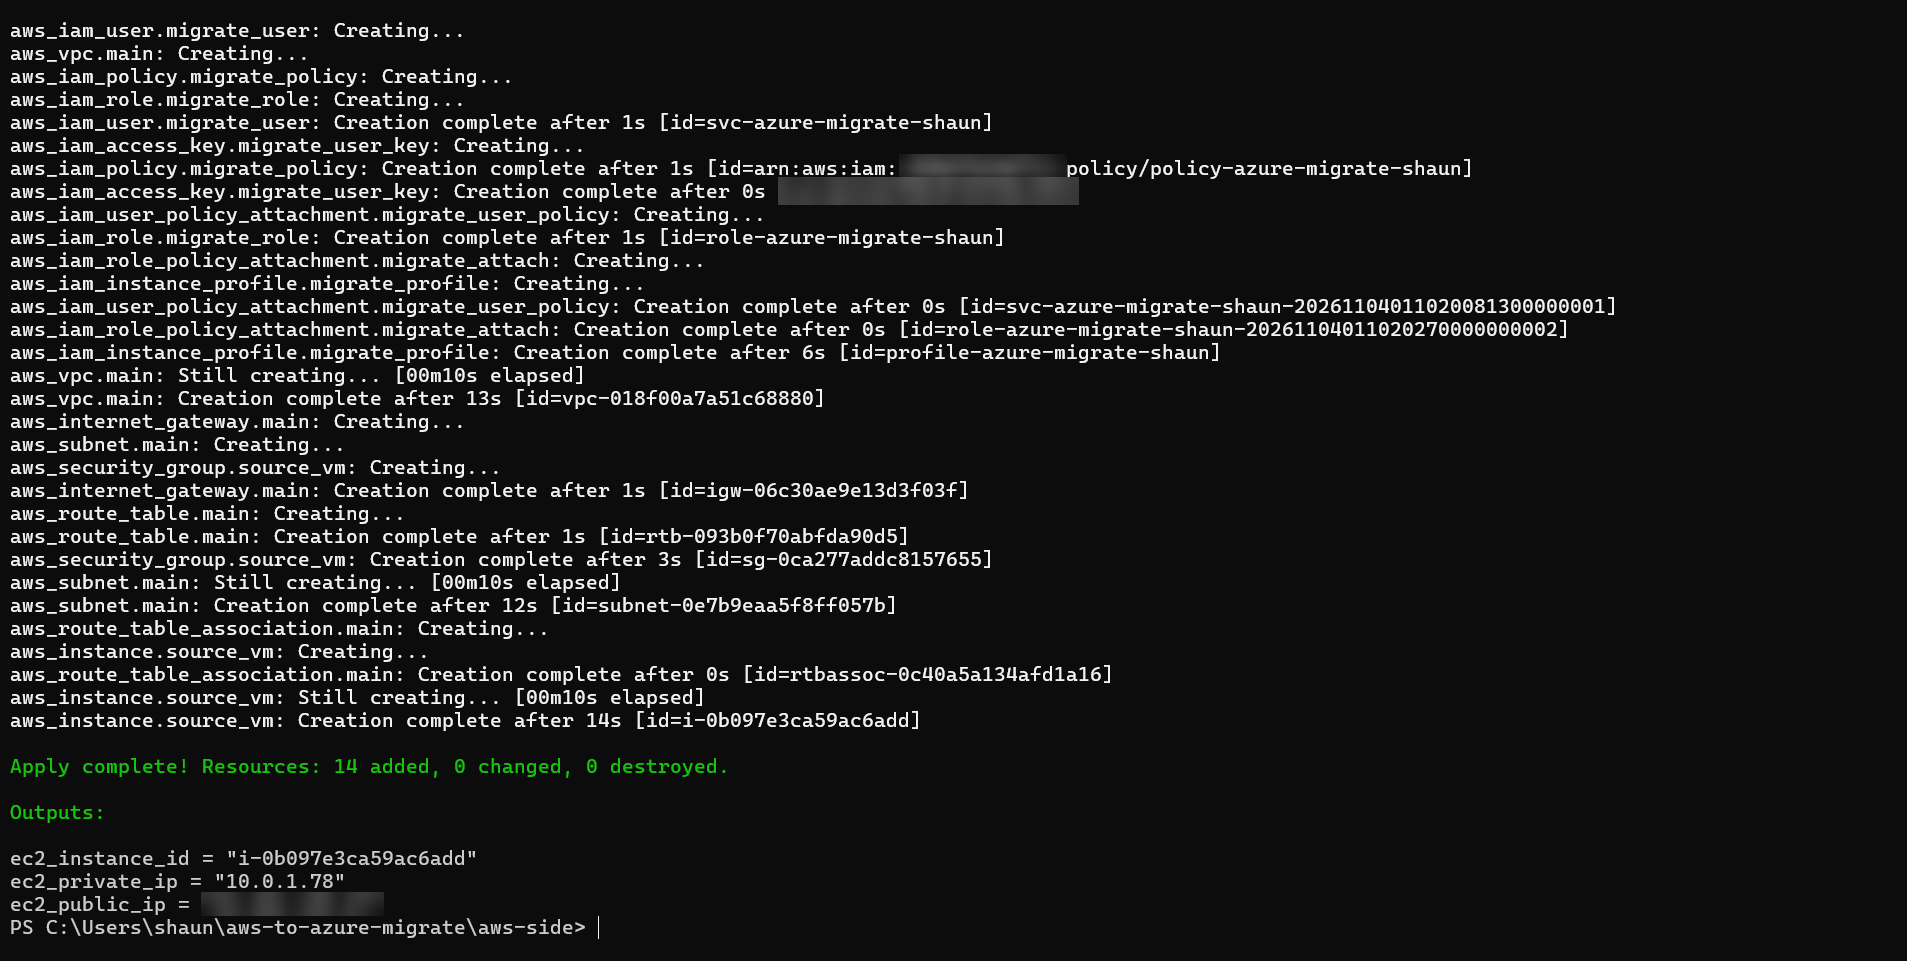 aws_iam_user.migrate_user: Creating...
aws_vpc.main: Creating...
aws_iam_policy.migrate_policy: Creating...
aws_iam_role.migrate_role: Creating...
aws_iam_user.migrate_user: Creation complete after 1s [id=svc-azure-migrate-shaun]
aws_iam_access_key.migrate_user_key: Creating...
aws_iam_policy.migrate_policy: Creation complete after 1s [id=arn:aws:iam: policy/policy-azure-migrate-shaun]
aws_iam_access_key.migrate_user_key: Creation complete after 0s
aws_iam_user_policy_attachment.migrate_user_policy: Creating...
aws_iam_role.migrate_role: Creation complete after 1s [id=role-azure-migrate-shaun]
aws_iam_role_policy_attachment.migrate_attach: Creating...
aws_iam_instance_profile.migrate_profile: Creating...
aws_iam_user_policy_attachment.migrate_user_policy: Creation complete after 0s [id=svc-azure-migrate-shaun-20261104011020081300000001]
aws_iam_role_policy_attachment.migrate_attach: Creation complete after 0s [id=role-azure-migrate-shaun-20261104011020270000000002]
aws_iam_instance_profile.migrate_profile: Creation complete after 6s [id=profile-azure-migrate-shaun]
aws_vpc.main: Still creating... [00m10s elapsed]
aws_vpc.main: Creation complete after 13s [id=vpc-018f00a7a51c68880]
aws_internet_gateway.main: Creating...
aws_subnet.main: Creating...
aws_security_group.source_vm: Creating...
aws_internet_gateway.main: Creation complete after 1s [id=igw-06c30ae9e13d3f03f]
aws_route_table.main: Creating...
aws_route_table.main: Creation complete after 1s [id=rtb-093b0f70abfda90d5]
aws_security_group.source_vm: Creation complete after 3s [id=sg-0ca277addc8157655]
aws_subnet.main: Still creating... [00m10s elapsed]
aws_subnet.main: Creation complete after 12s [id=subnet-0e7b9eaa5f8ff057b]
aws_route_table_association.main: Creating...
aws_instance.source_vm: Creating...
aws_route_table_association.main: Creation complete after 0s [id=rtbassoc-0c40a5a134afd1a16]
aws_instance.source_vm: Still creating... [00m10s elapsed]
aws_instance.source_vm: Creation complete after 14s [id=i-0b097e3ca59ac6add]
Apply complete! Resources: 14 added, 0 changed, 0 destroyed.
Outputs:
ec2_instance_id = "i-0b097e3ca59ac6add"
ec2_private_ip = "10.0.1.78"
ec2_public_ip =
PS C:\Users\shaun\aws-to-azure-migrate\aws-side>